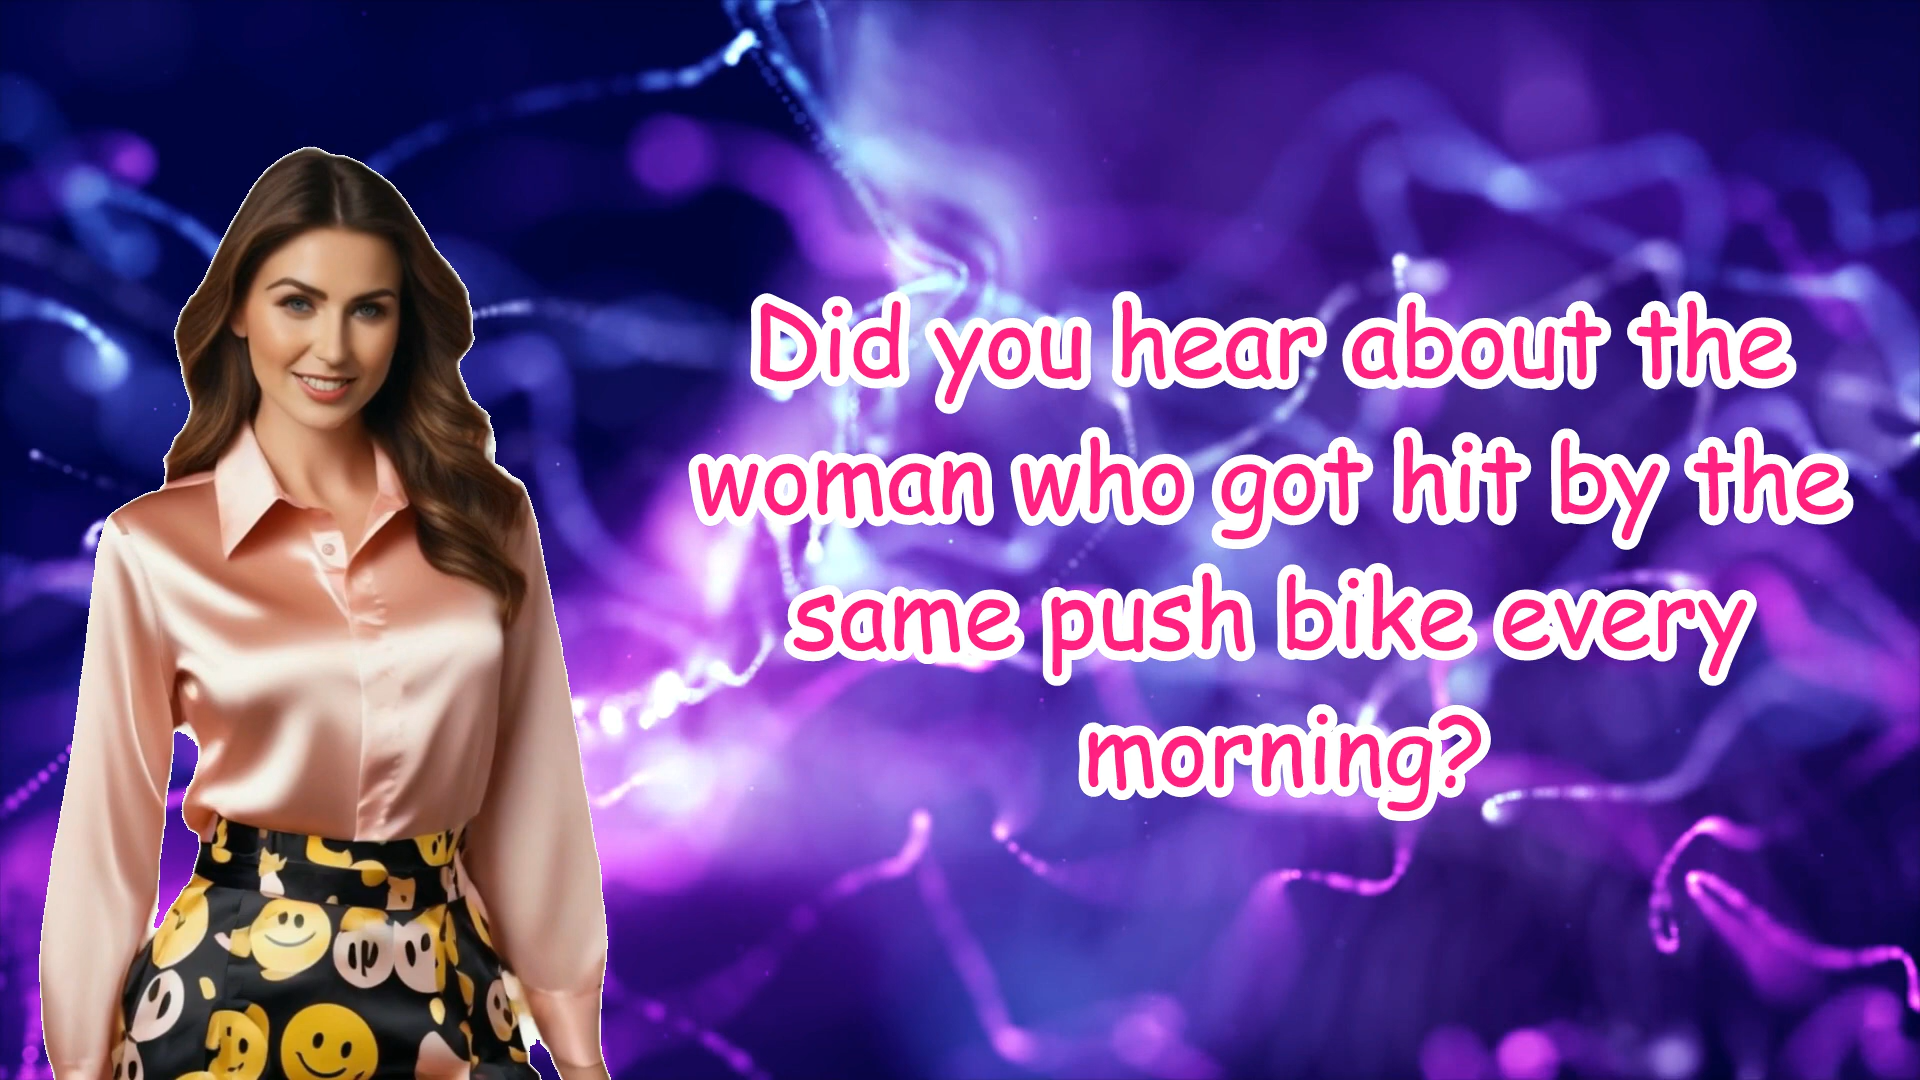 Did you hear about the
woman who got hit by the
same push bike every
morning?